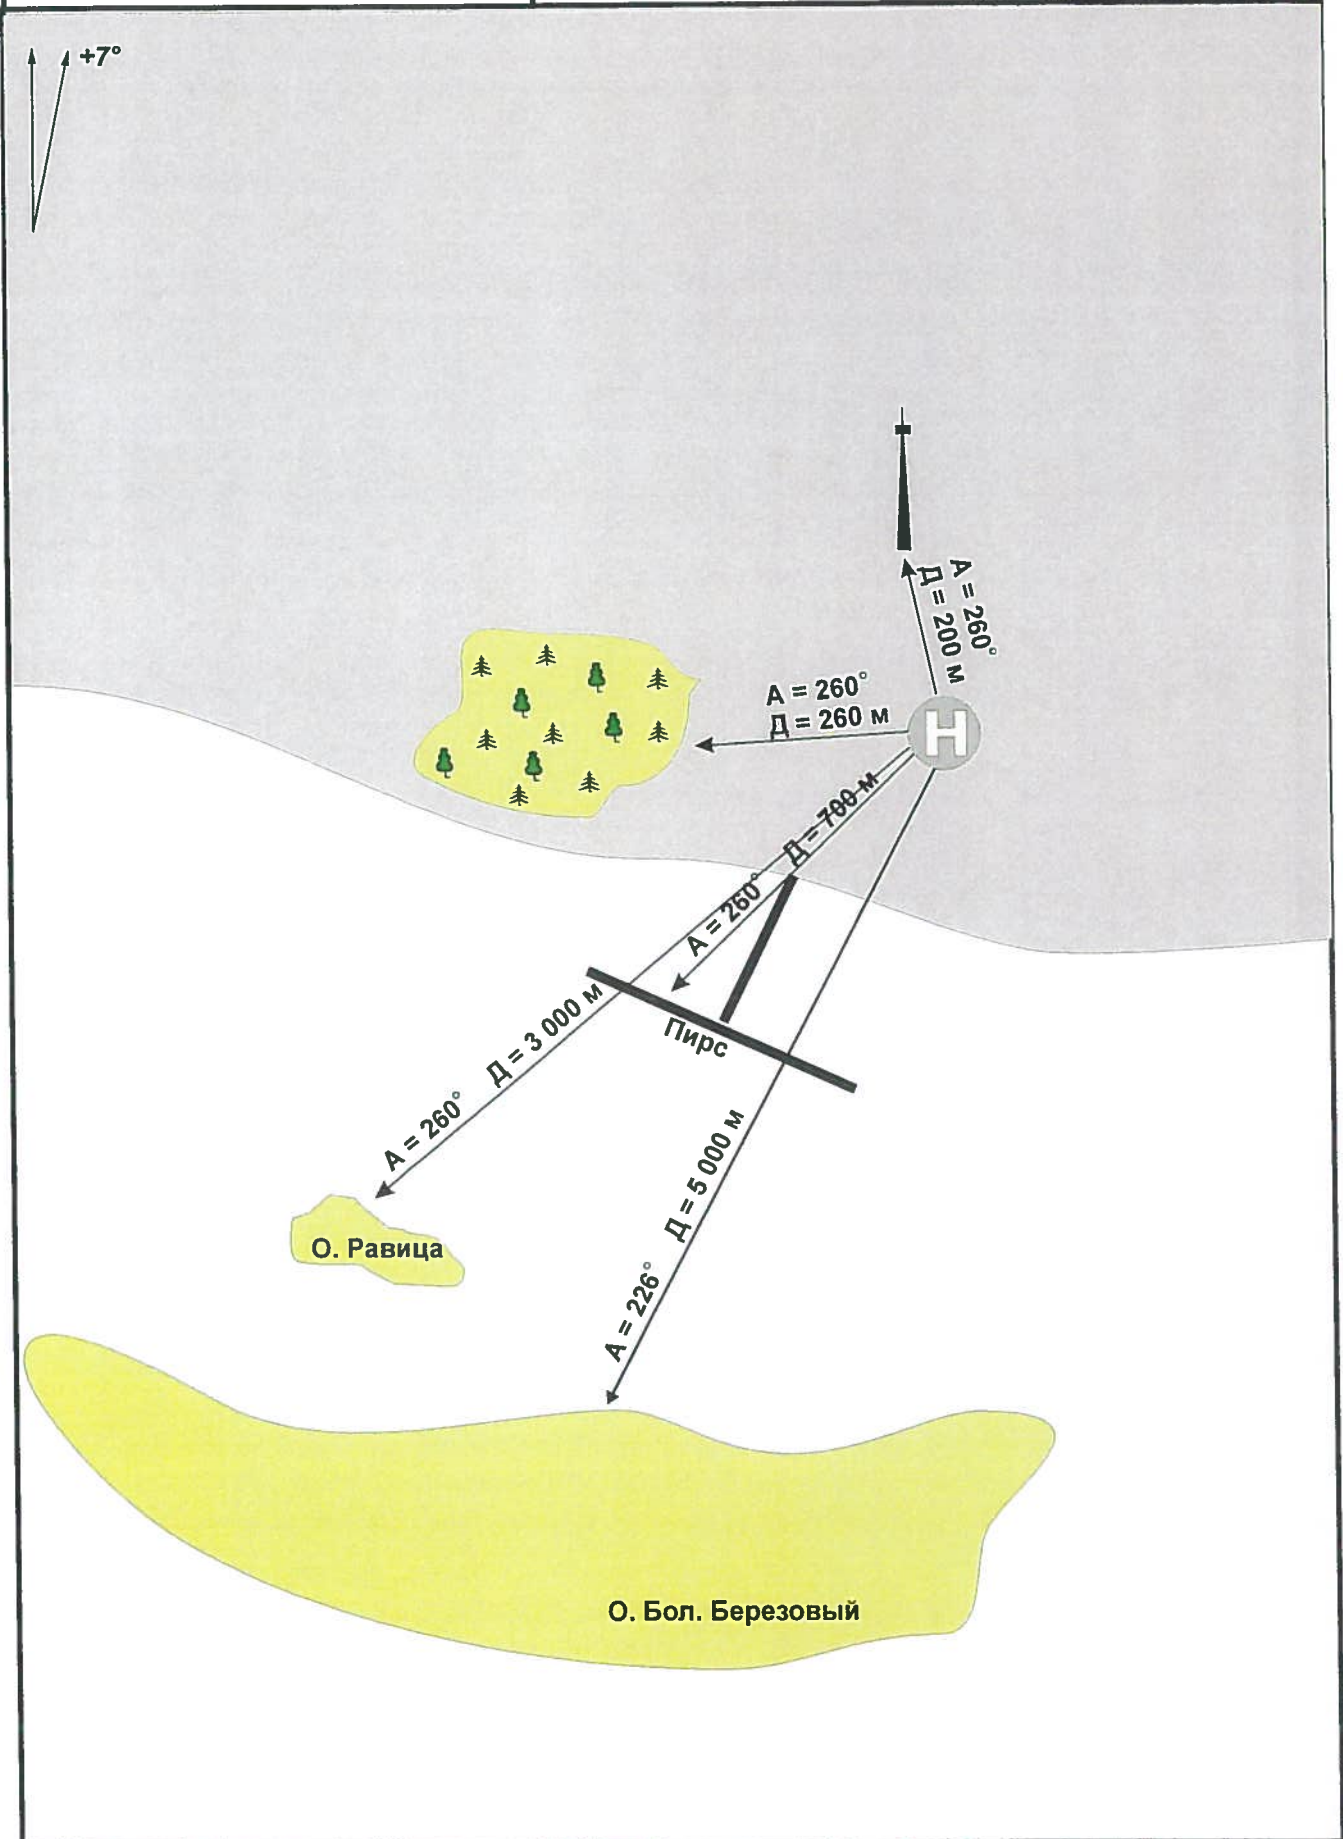 +7°
А = 260°
Д = 200 м
А = 260°
Д = 260 м
Н
А = 260° Д = 700 м
Пирс
А = 260° Д = 3 000 м
А = 226° Д = 5 000 м
О. Равица
О. Бол. Березовый